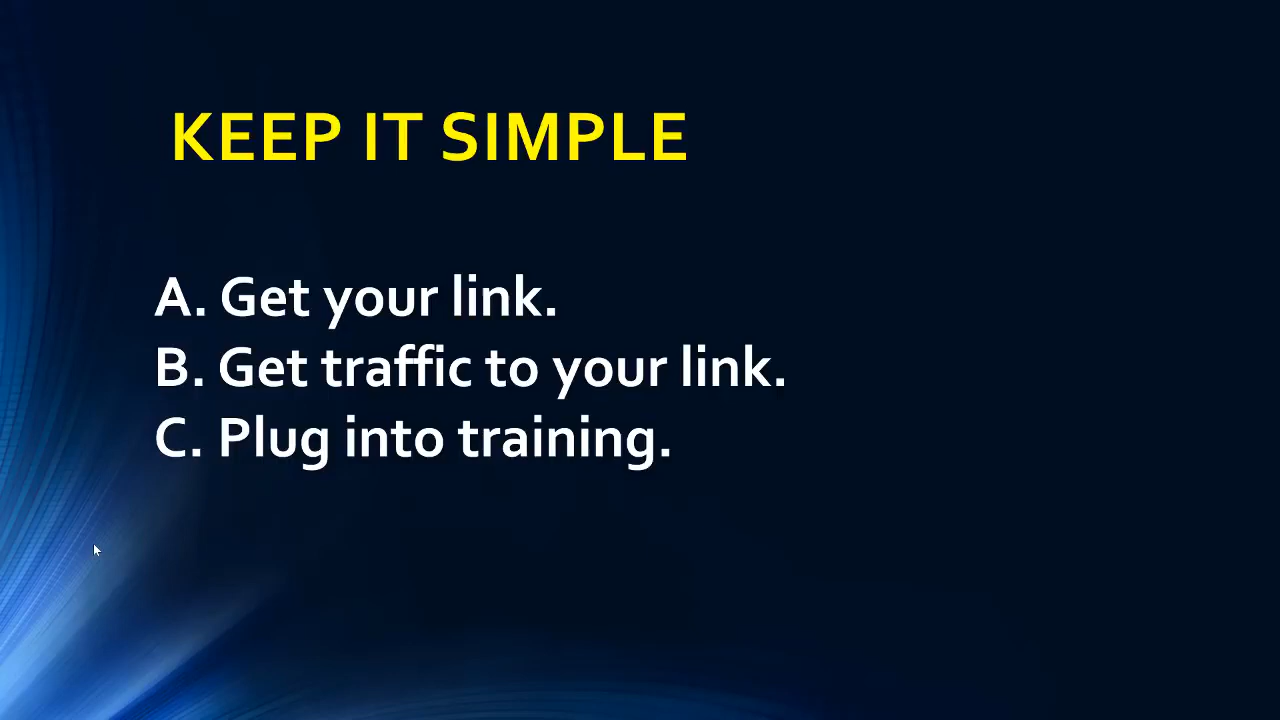 KEEP IT SIMPLE
A. Get your link.
B. Get traffic to your link.
C. Plug into training.